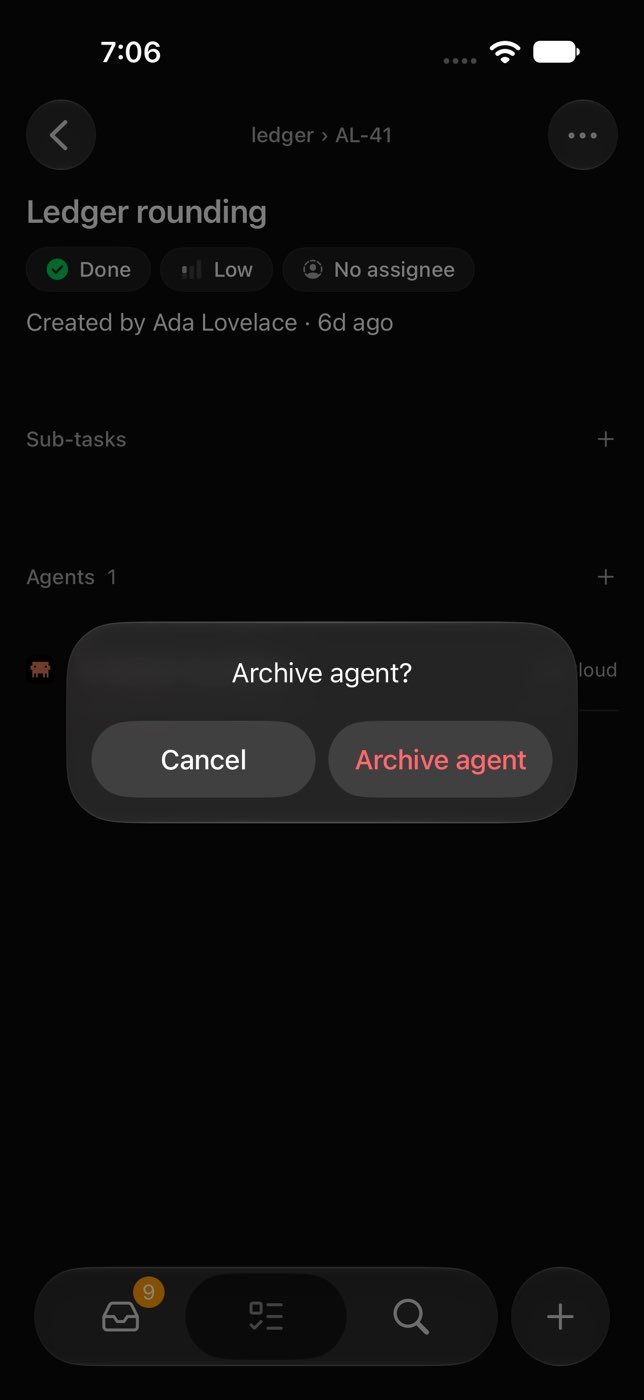 7:06
ledger › AL-41
Ledger rounding
Done
Low
No assignee
Created by Ada Lovelace · 6d ago
Sub-tasks
Agents 1
Archive agent?
loud
Cancel
Archive agent
9